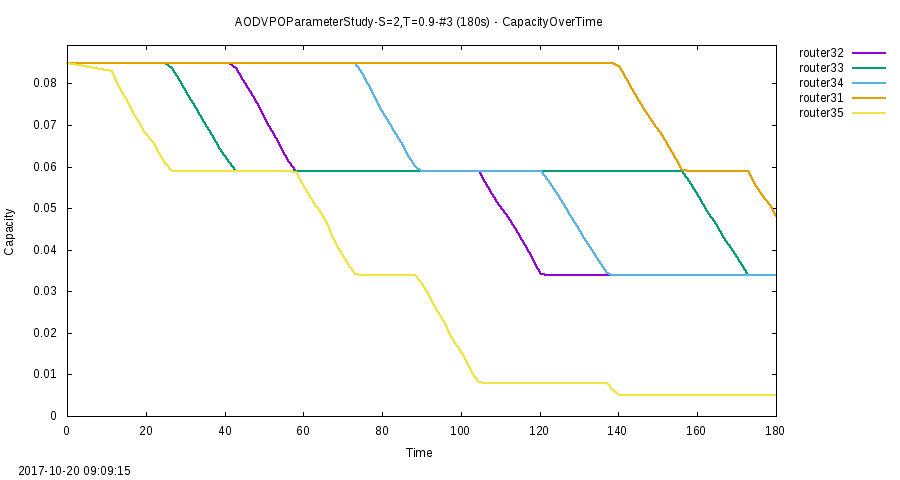 AODVPOParameterStudy-S=2,T=0.9-#3 (180s) - CapacityOverTime
router32
router33
router34
router31
router35
0.08
0.07
0.06
0.05
0.04
0.03
0.02
0.01
0
Capacity
0 20 40 60 80 100 120 140 160 180
Time
2017-10-20 09:09:15